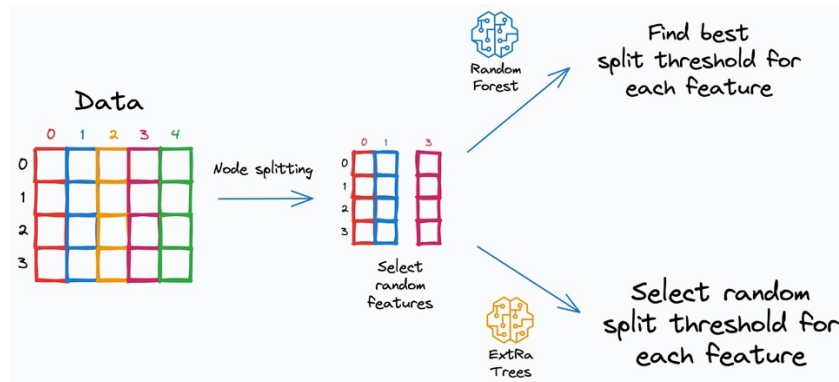 Data
0 1 2 3 4
0
1
2
3
Node splitting
0 1 3
0
1
2
3
Select
random
features
Random
Forest
Find best
split threshold for
each feature
ExtRa
Trees
Select random
split threshold for
each feature